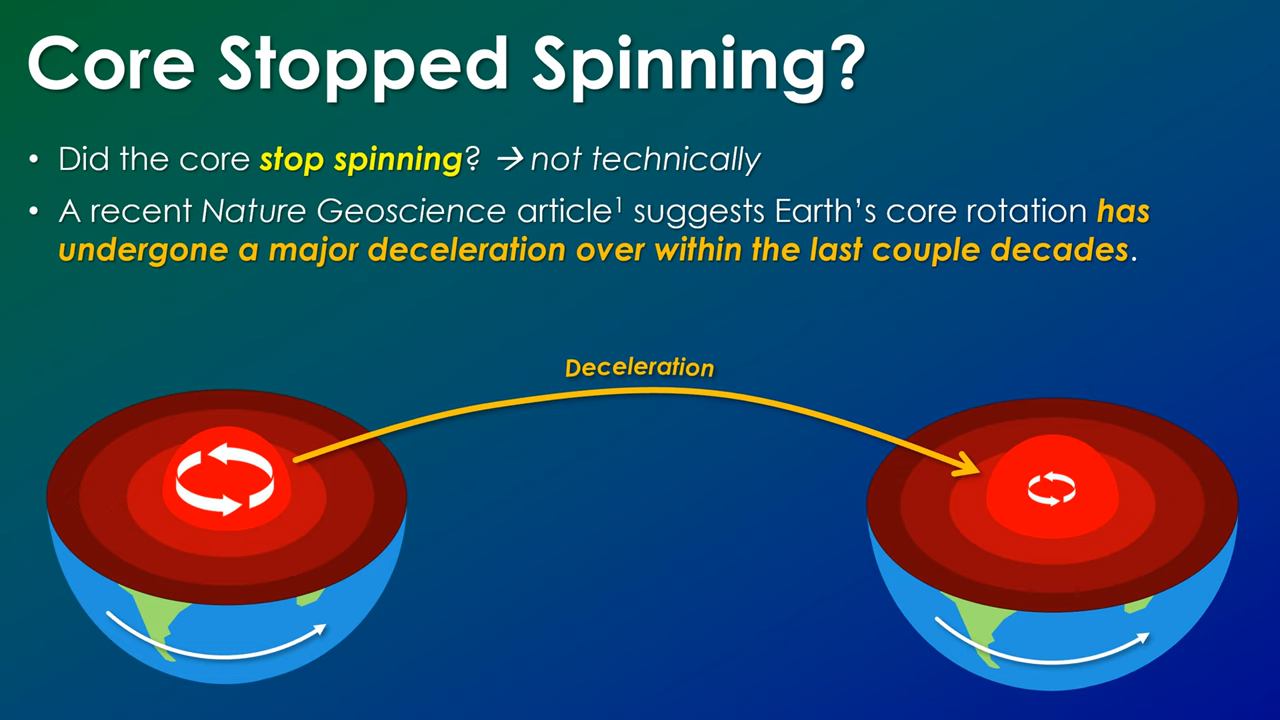 Core Stopped Spinning?
• Did the core stop spinning? → not technically
• A recent Nature Geoscience article¹ suggests Earth’s core rotation has
undergone a major deceleration over within the last couple decades.
Deceleration